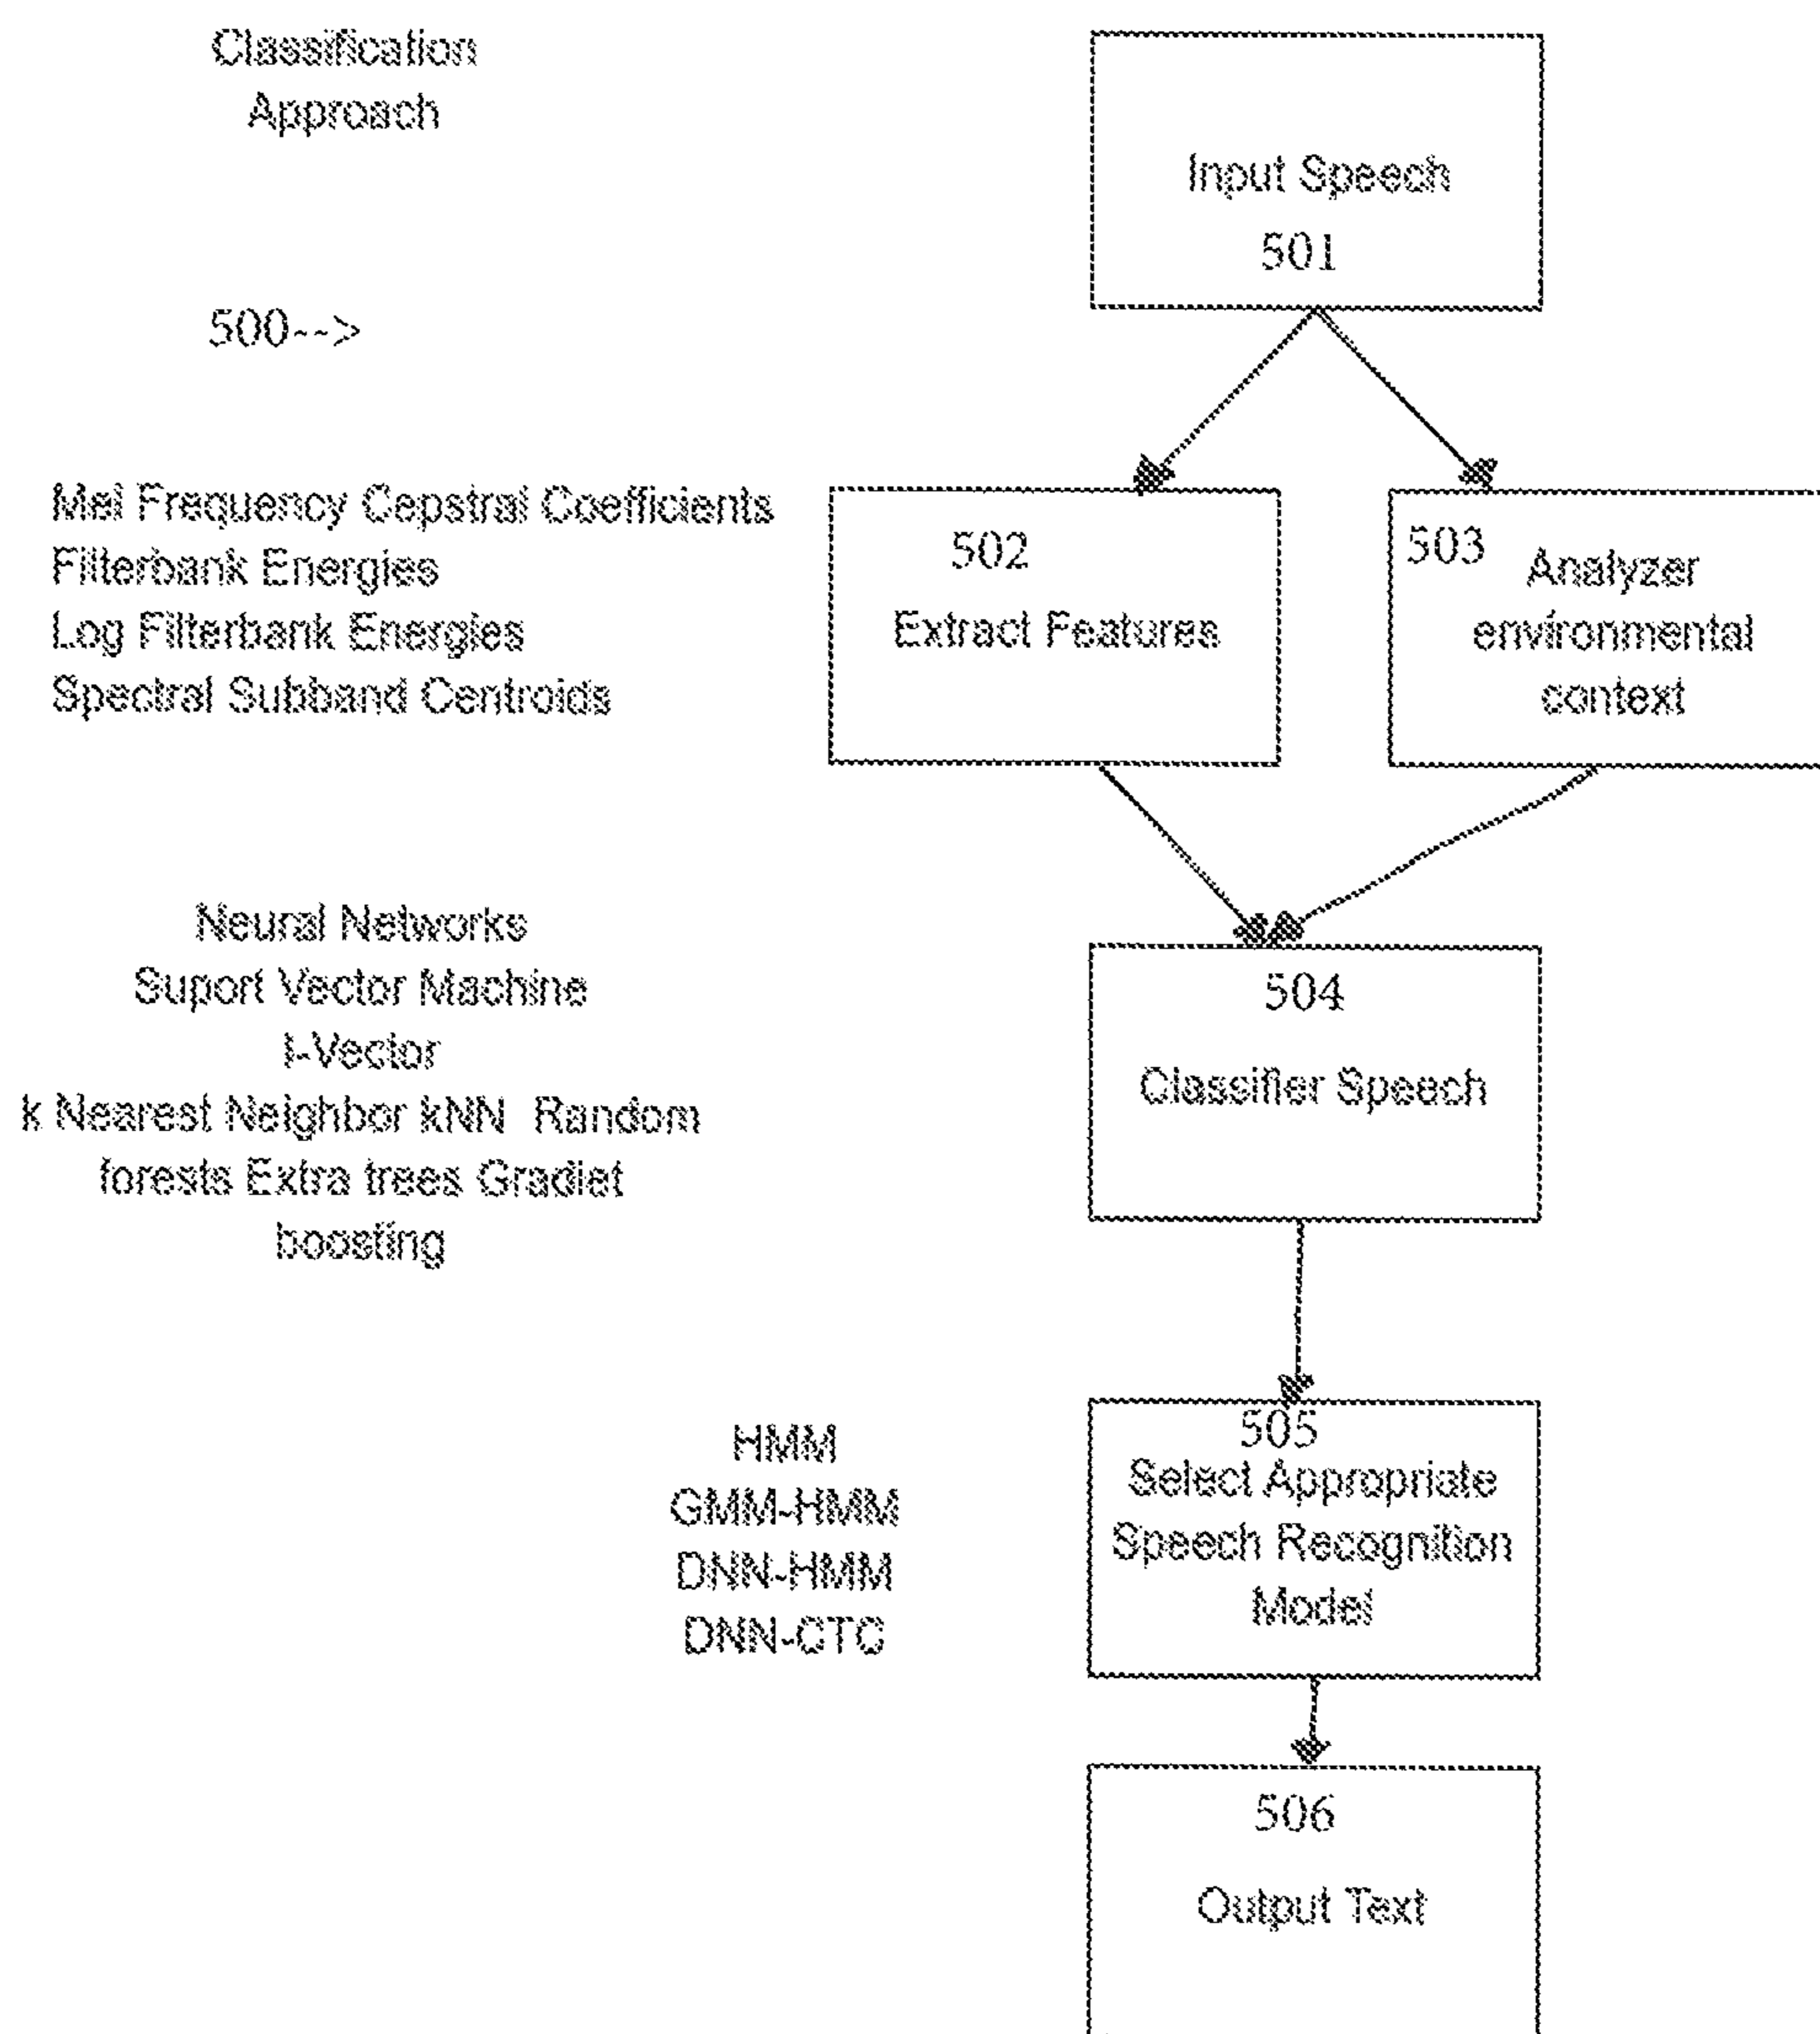 Classification
Approach
Input Speech
501
500-->
Mel Frequency Cepstral Coefficients
Filterbank Energies
Log Filterbank Energies
Spectral Subband Centroids
502
Extract Features
503
Analyzer
environmental
context
Neural Networks
Suport Vector Machine
I-Vector
k Nearest Neighbor kNN Random
forests Extra trees Gradiet
boosting
504
Classifier Speech
HMM
GMM-HMM
DNN-HMM
DNN-CTC
505
Select Appropriate
Speech Recognition
Model
506
Output Text